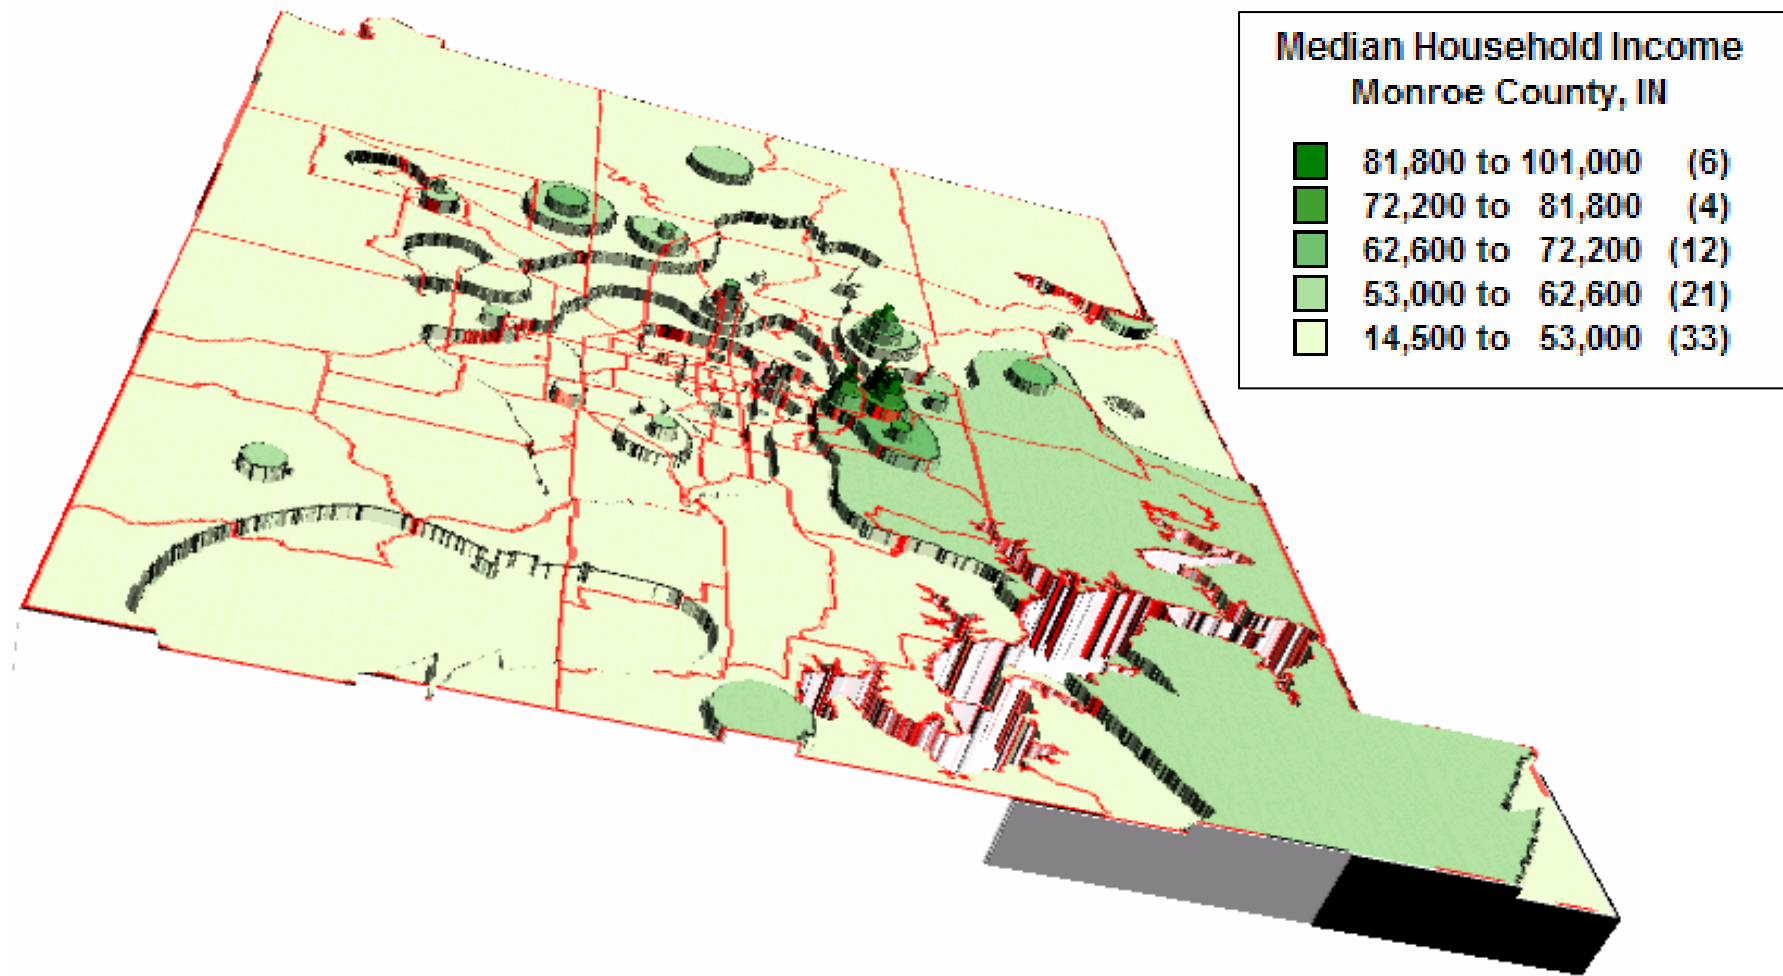 Median Household Income
Monroe County, IN
81,800 to 101,000 (6)
72,200 to 81,800 (4)
62,600 to 72,200 (12)
53,000 to 62,600 (21)
14,500 to 53,000 (33)